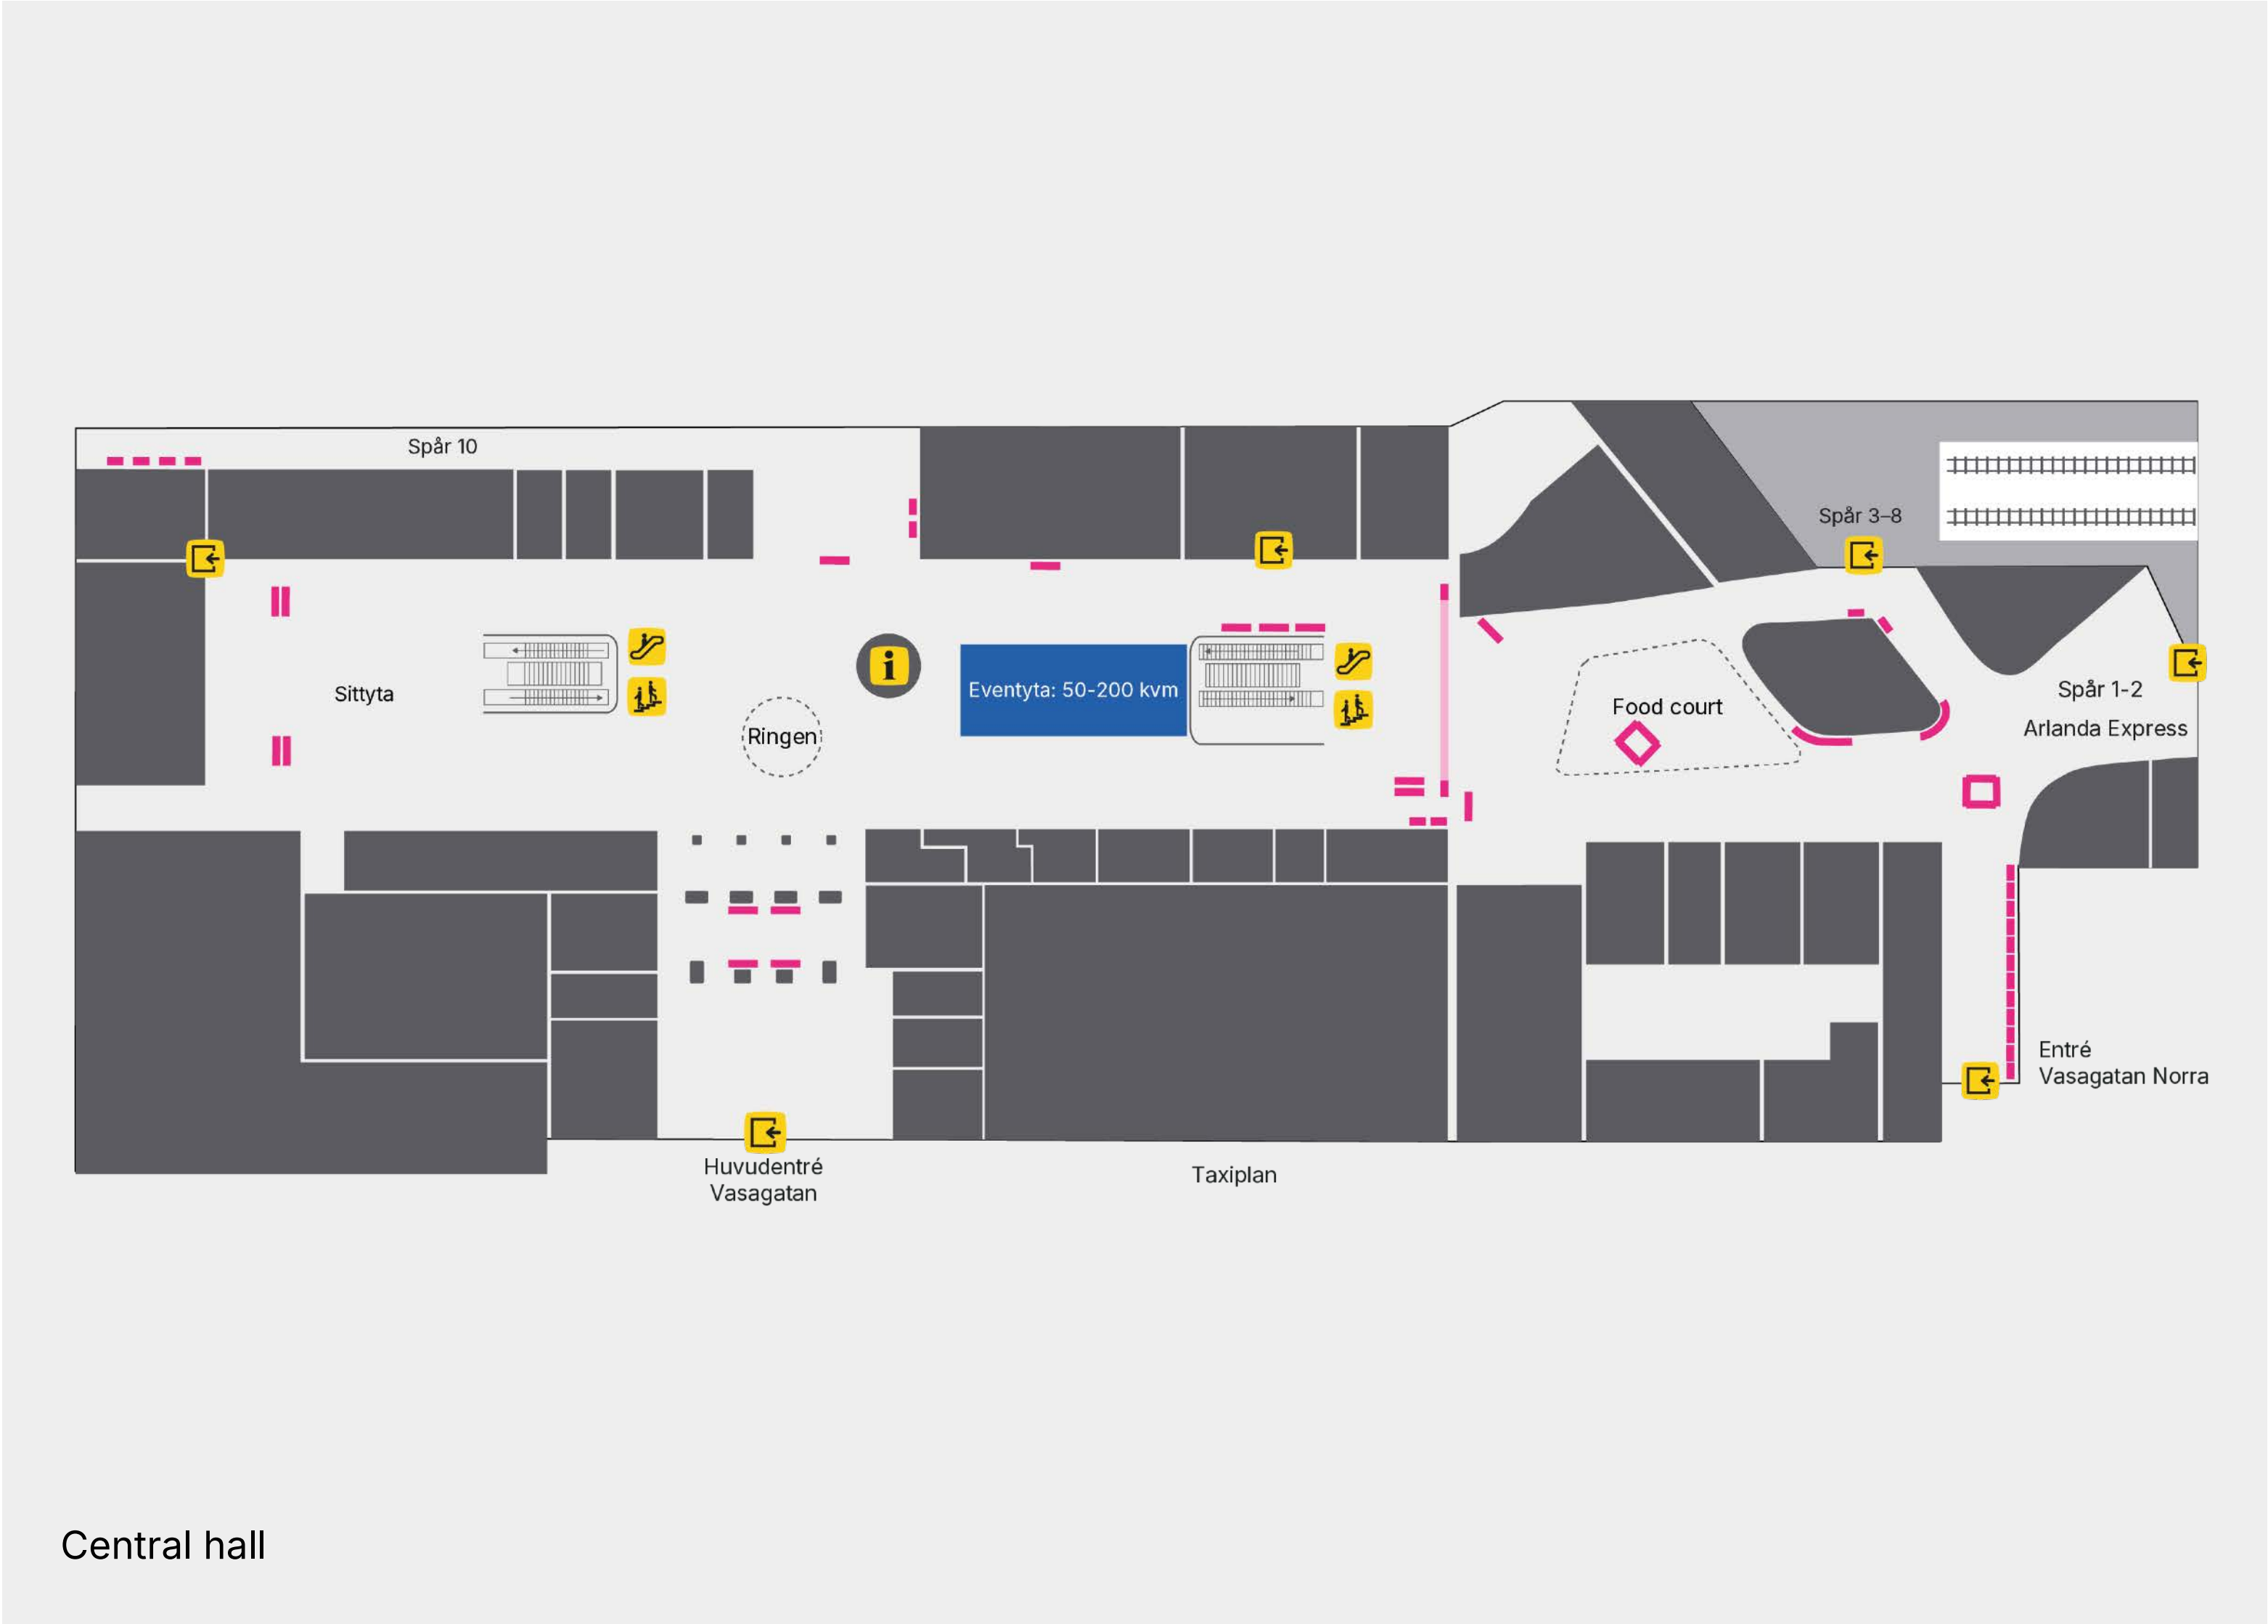 Spår 10
Spår 3–8
Sittyta
Eventyta: 50-200 kvm
Ringen
Food court
Spår 1-2
Arlanda Express
Entré
Vasagatan Norra
Huvudentré
Vasagatan
Taxiplan
Central hall